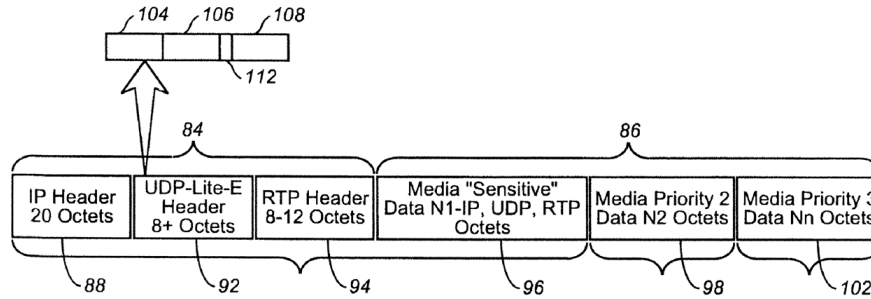 104 106 108
112
84 86
IP Header
20 Octets
UDP-Lite-E
Header
8+ Octets
RTP Header
8-12 Octets
Media "Sensitive"
Data N1-IP, UDP, RTP
Octets
Media Priority 2
Data N2 Octets
Media Priority 3
Data Nn Octets
88 92 94 96 98 102